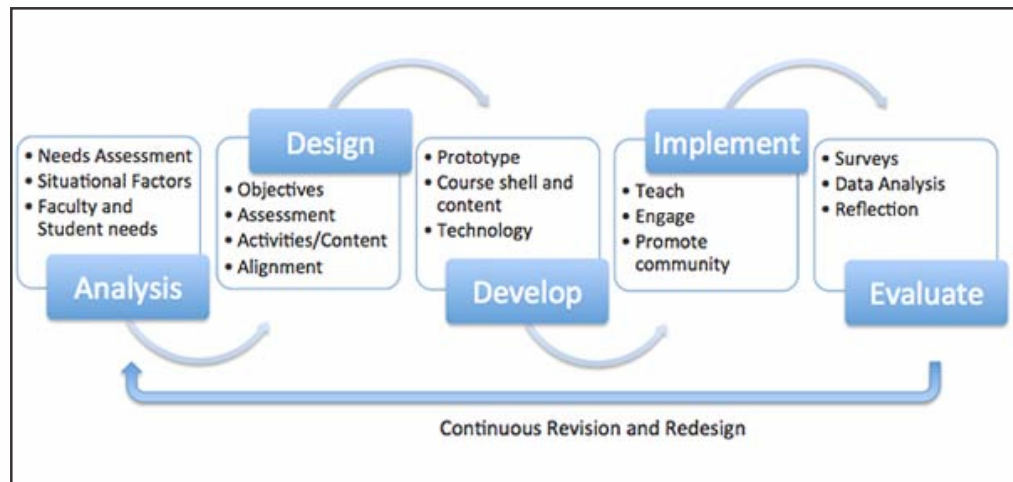 • Needs Assessment
• Situational Factors
• Faculty and
Student needs
Analysis
Design
• Objectives
• Assessment
• Activities/Content
• Alignment
• Prototype
• Course shell and
content
• Technology
Develop
Implement
• Teach
• Engage
• Promote
community
• Surveys
• Data Analysis
• Reflection
Evaluate
Continuous Revision and Redesign